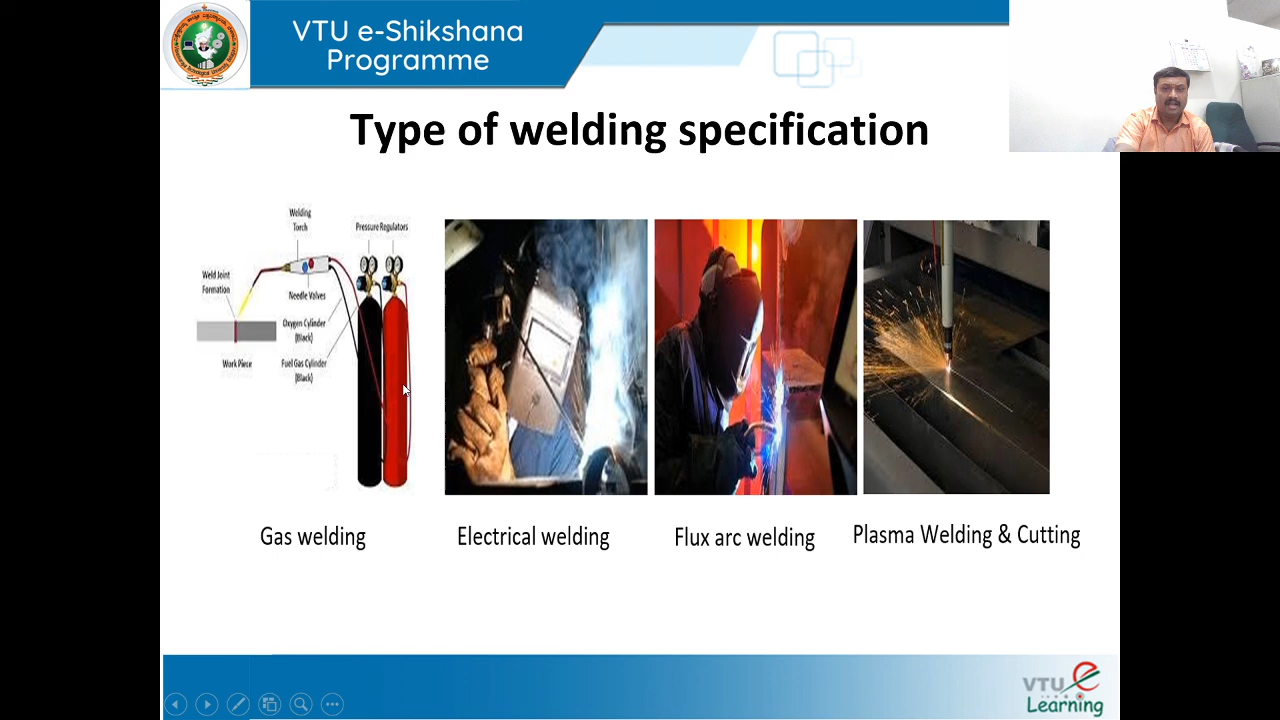 VTU e-Shikshana
Programme
Type of welding specification
Welding
Torch
Pressure Regulators
Weld Joint
Formation
Needle Valves
Oxygen Cylinder
(Black)
Work Piece
Fuel Gas Cylinder
(Black)
Gas welding
Electrical welding
Flux arc welding
Plasma Welding & Cutting
VTU e
Learning